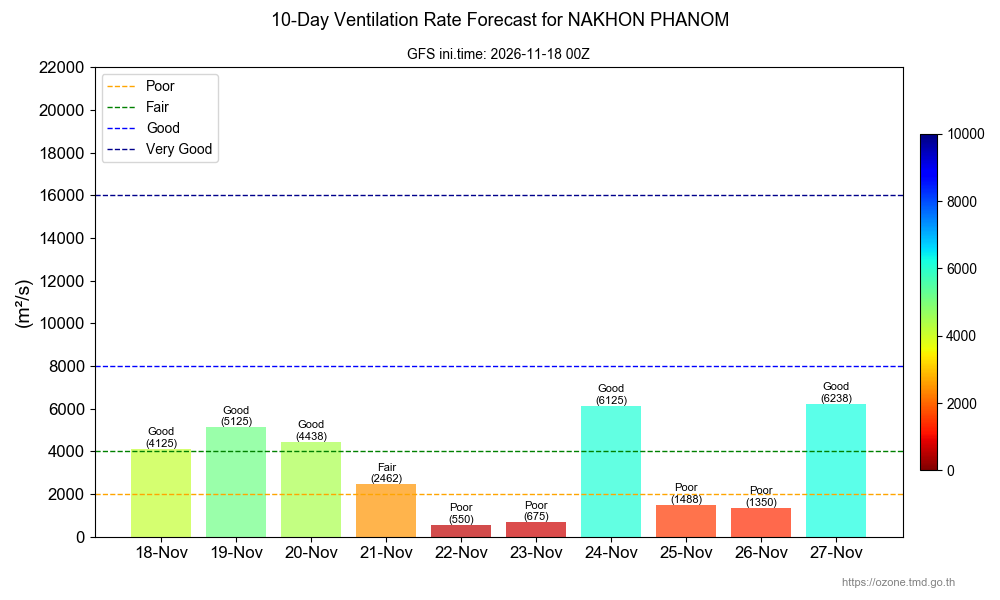 10-Day Ventilation Rate Forecast for NAKHON PHANOM
GFS ini.time: 2026-11-18 00Z
Poor
Fair
Good
Very Good
(m²/s)
22000
20000
18000
16000
14000
12000
10000
8000
6000
4000
2000
0
Good
(4125)
Good
(5125)
Good
(4438)
Fair
(2462)
Poor
(550)
Poor
(675)
Good
(6125)
Poor
(1488)
Poor
(1350)
Good
(6238)
18-Nov 19-Nov 20-Nov 21-Nov 22-Nov 23-Nov 24-Nov 25-Nov 26-Nov 27-Nov
10000
8000
6000
4000
2000
0
https://ozone.tmd.go.th